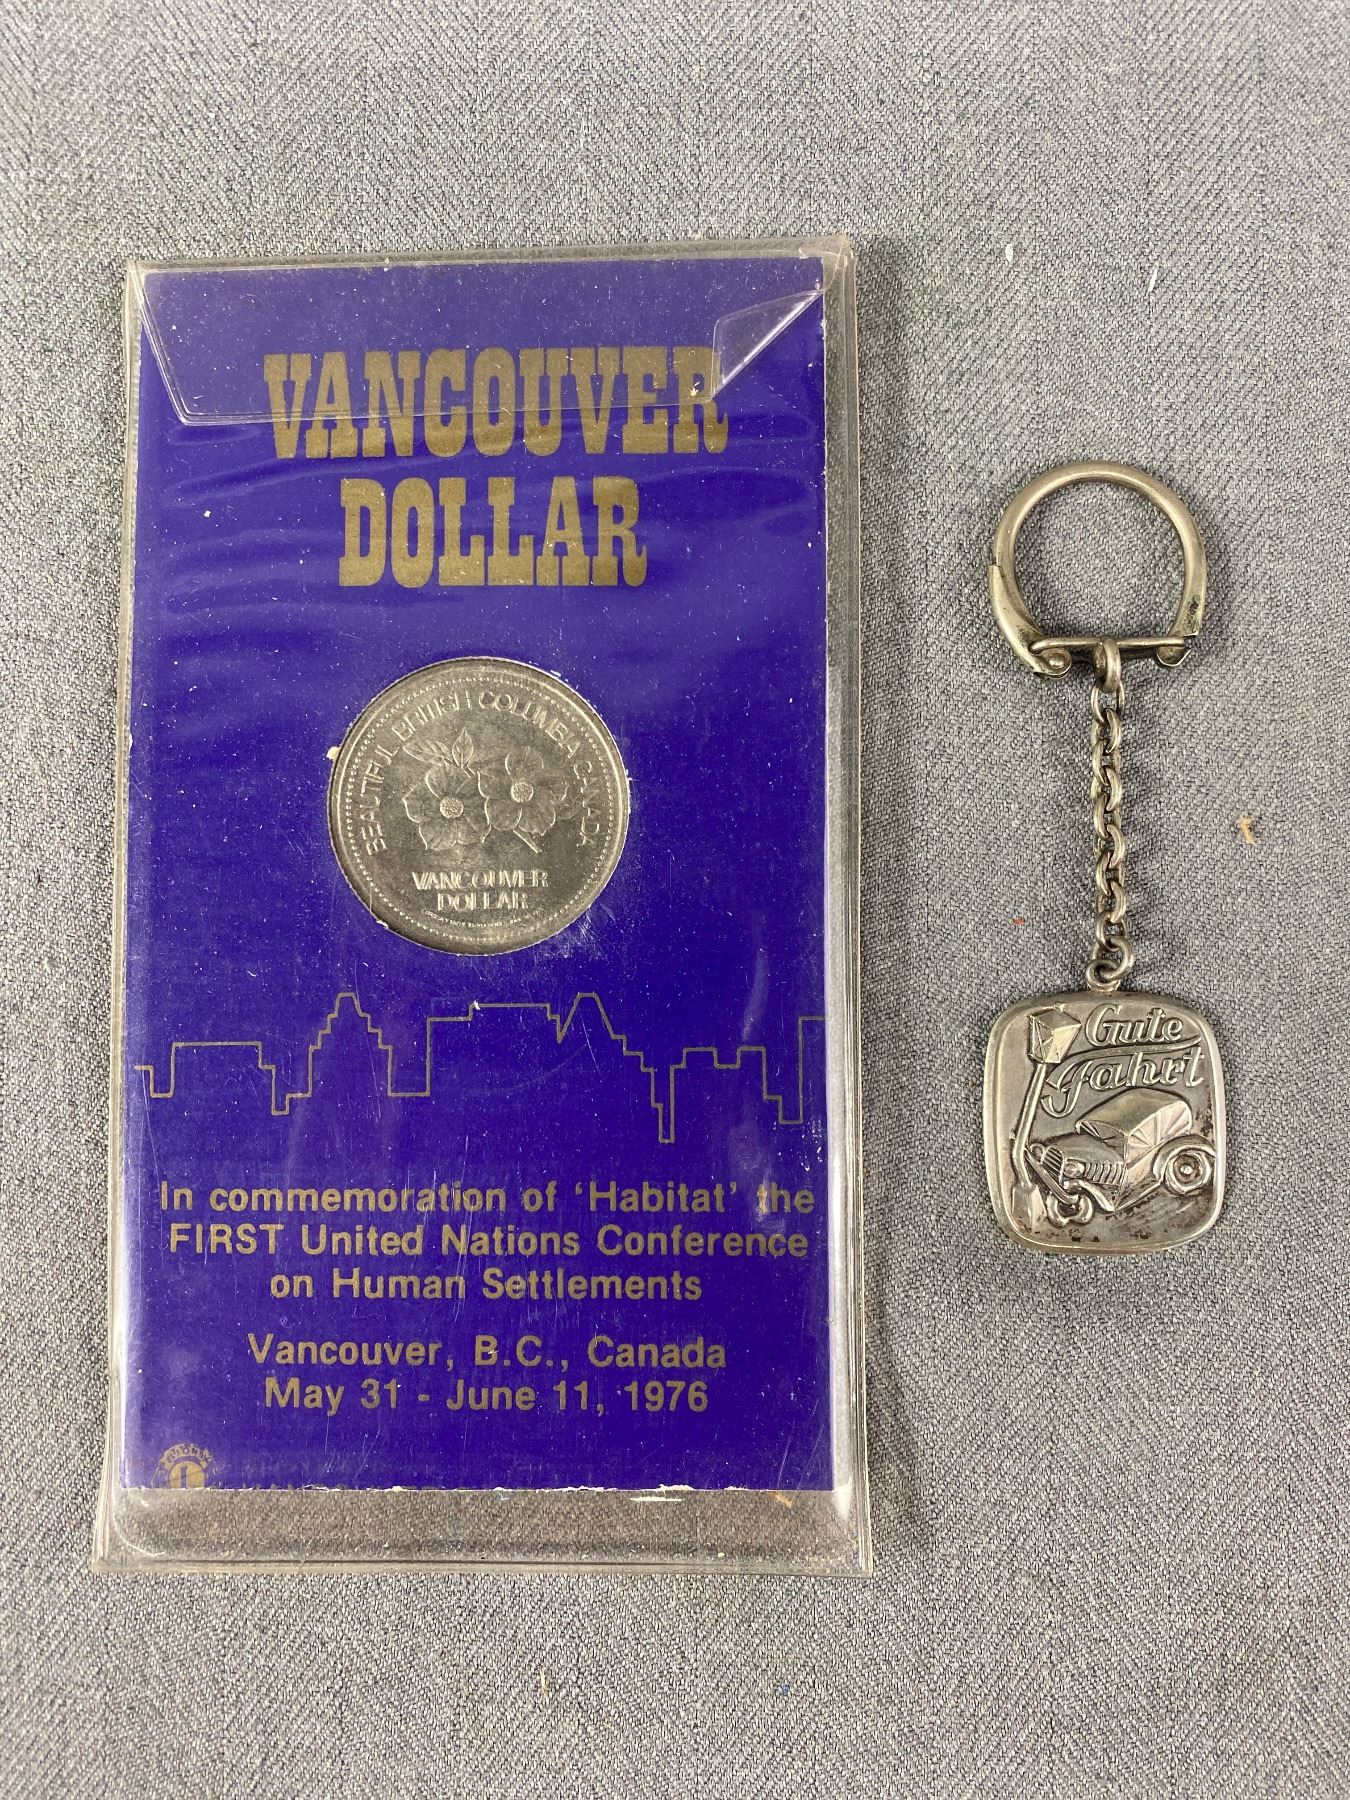 VANCOUVER
DOLLAR
BEAUTIFUL BRITISH COLUMBIA CANADA
VANCOUVER
DOLLAR
In commemoration of 'Habitat' the
FIRST United Nations Conference
on Human Settlements
Vancouver, B.C., Canada
May 31 - June 11, 1976
Gute
Fahrt